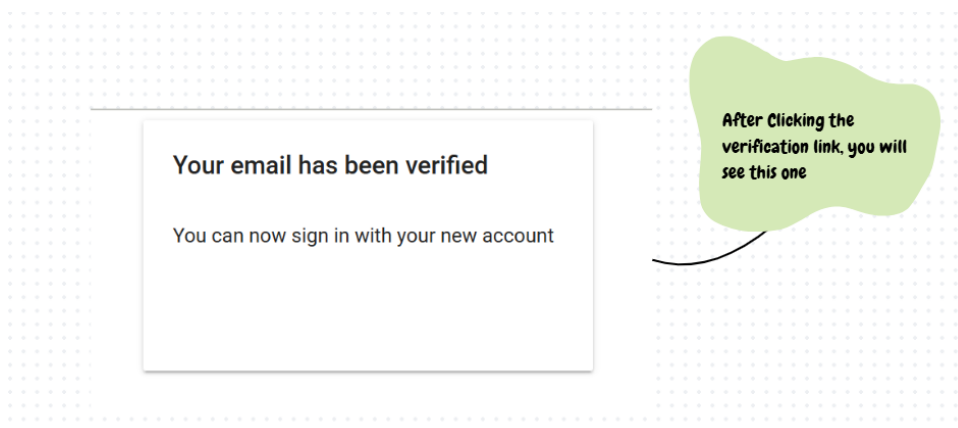 Your email has been verified
You can now sign in with your new account
After Clicking the
verification link, you will
see this one